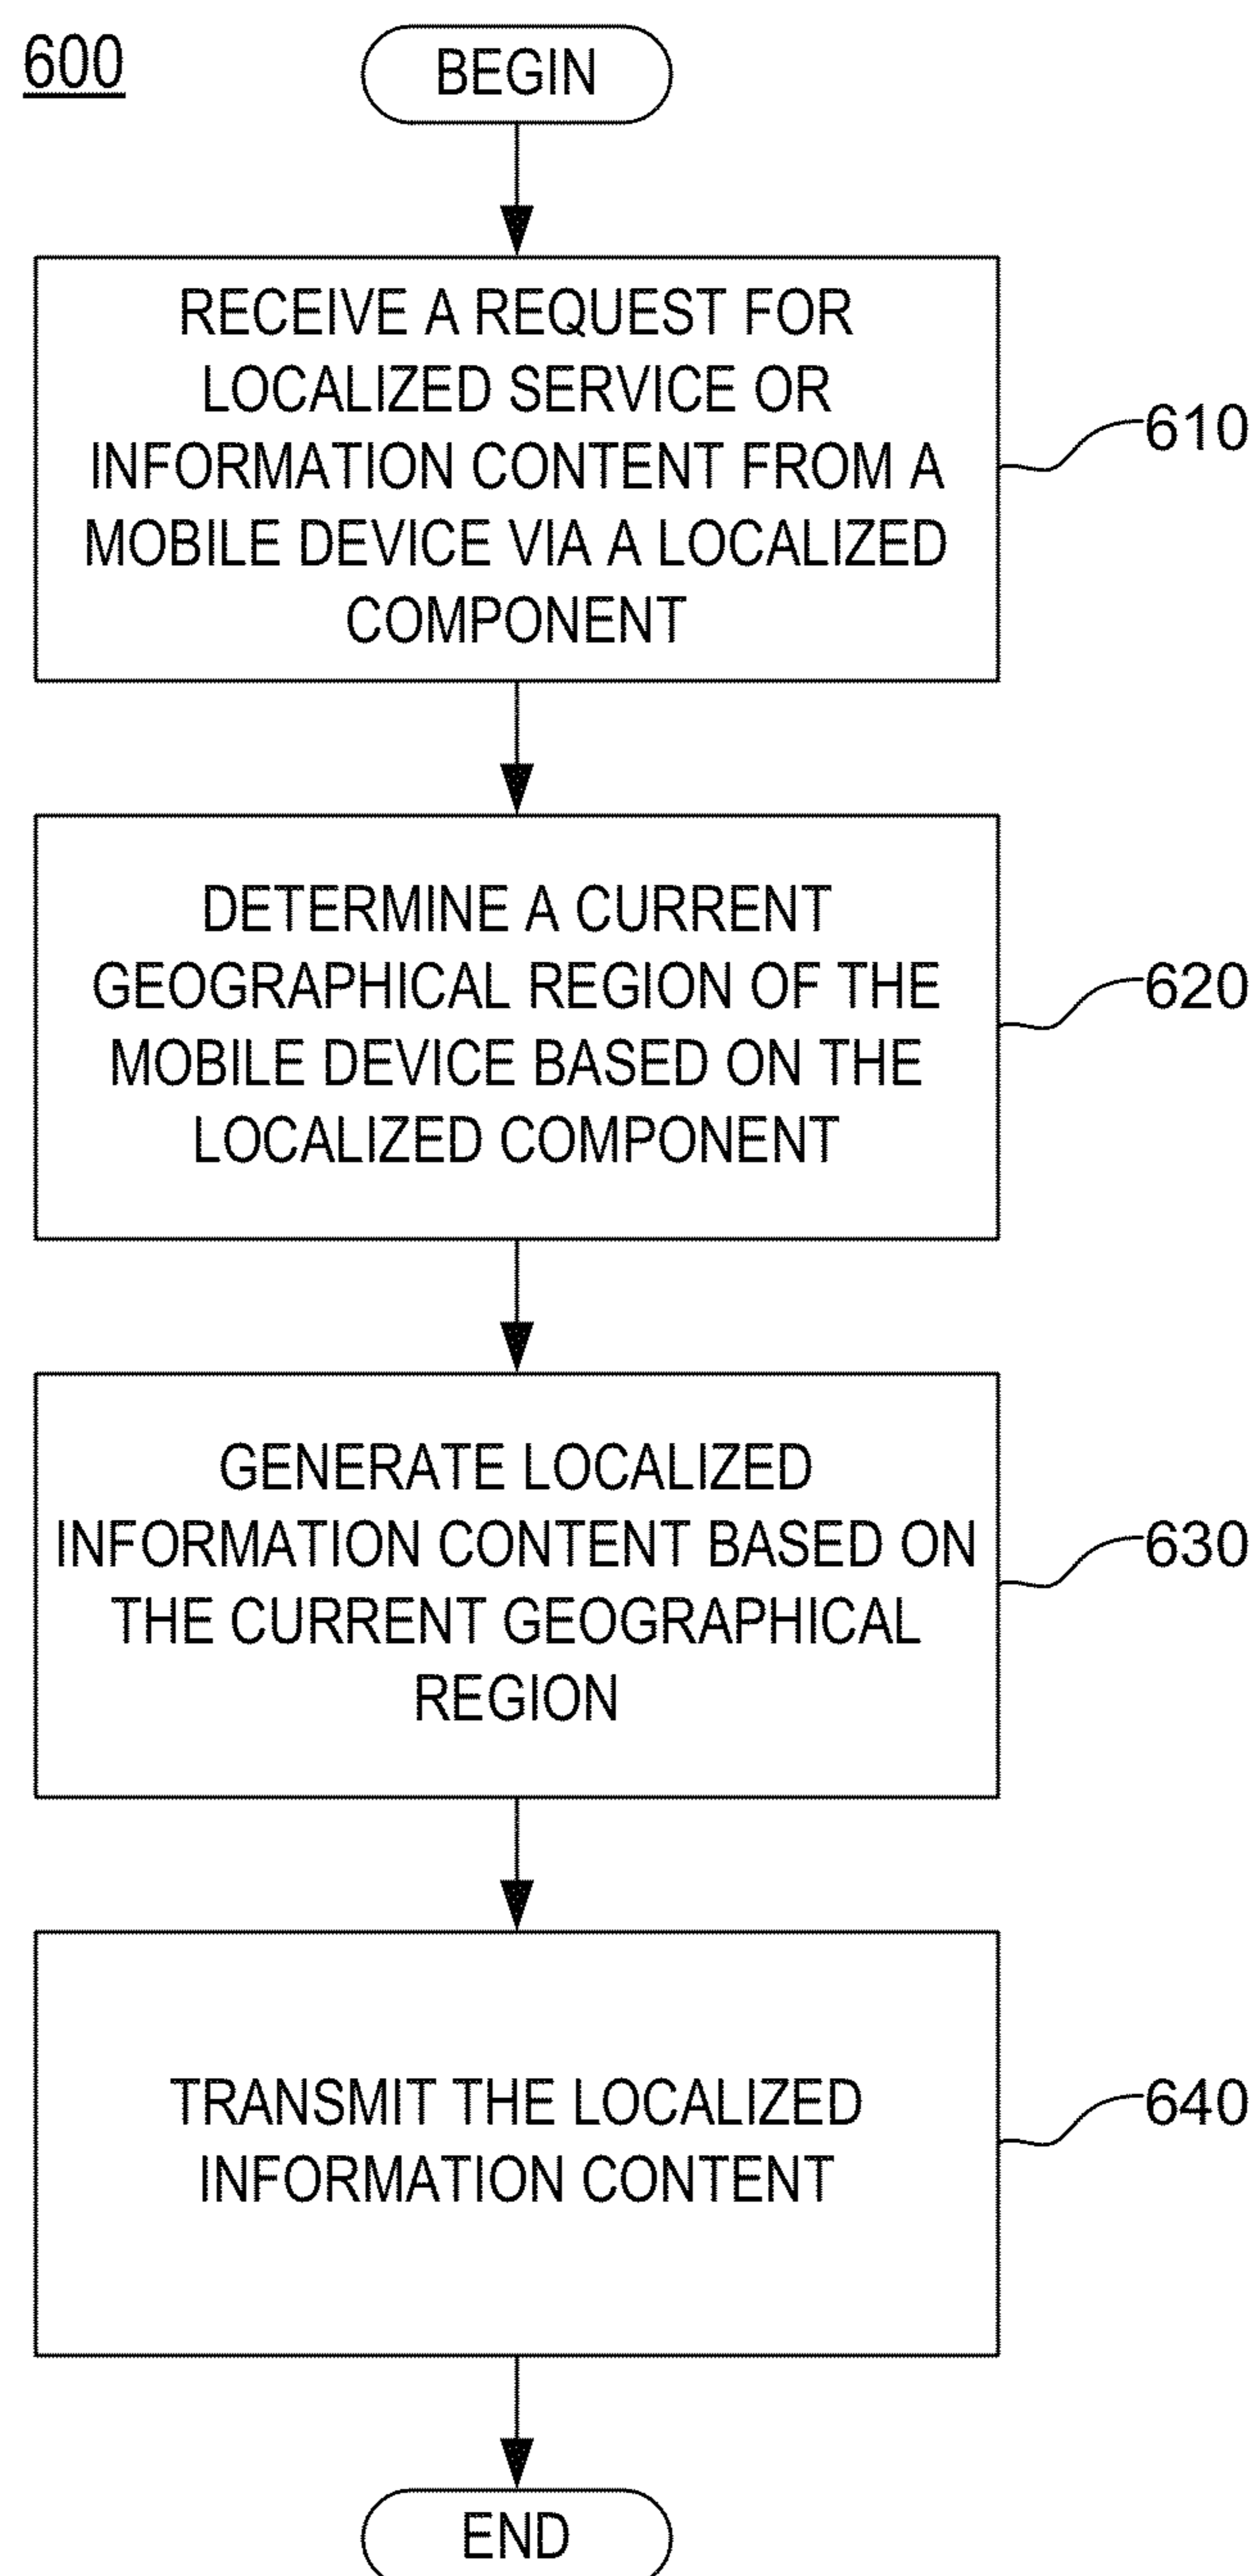 600
BEGIN
RECEIVE A REQUEST FOR
LOCALIZED SERVICE OR
INFORMATION CONTENT FROM A
MOBILE DEVICE VIA A LOCALIZED
COMPONENT
610
DETERMINE A CURRENT
GEOGRAPHICAL REGION OF THE
MOBILE DEVICE BASED ON THE
LOCALIZED COMPONENT
620
GENERATE LOCALIZED
INFORMATION CONTENT BASED ON
THE CURRENT GEOGRAPHICAL
REGION
630
TRANSMIT THE LOCALIZED
INFORMATION CONTENT
640
END